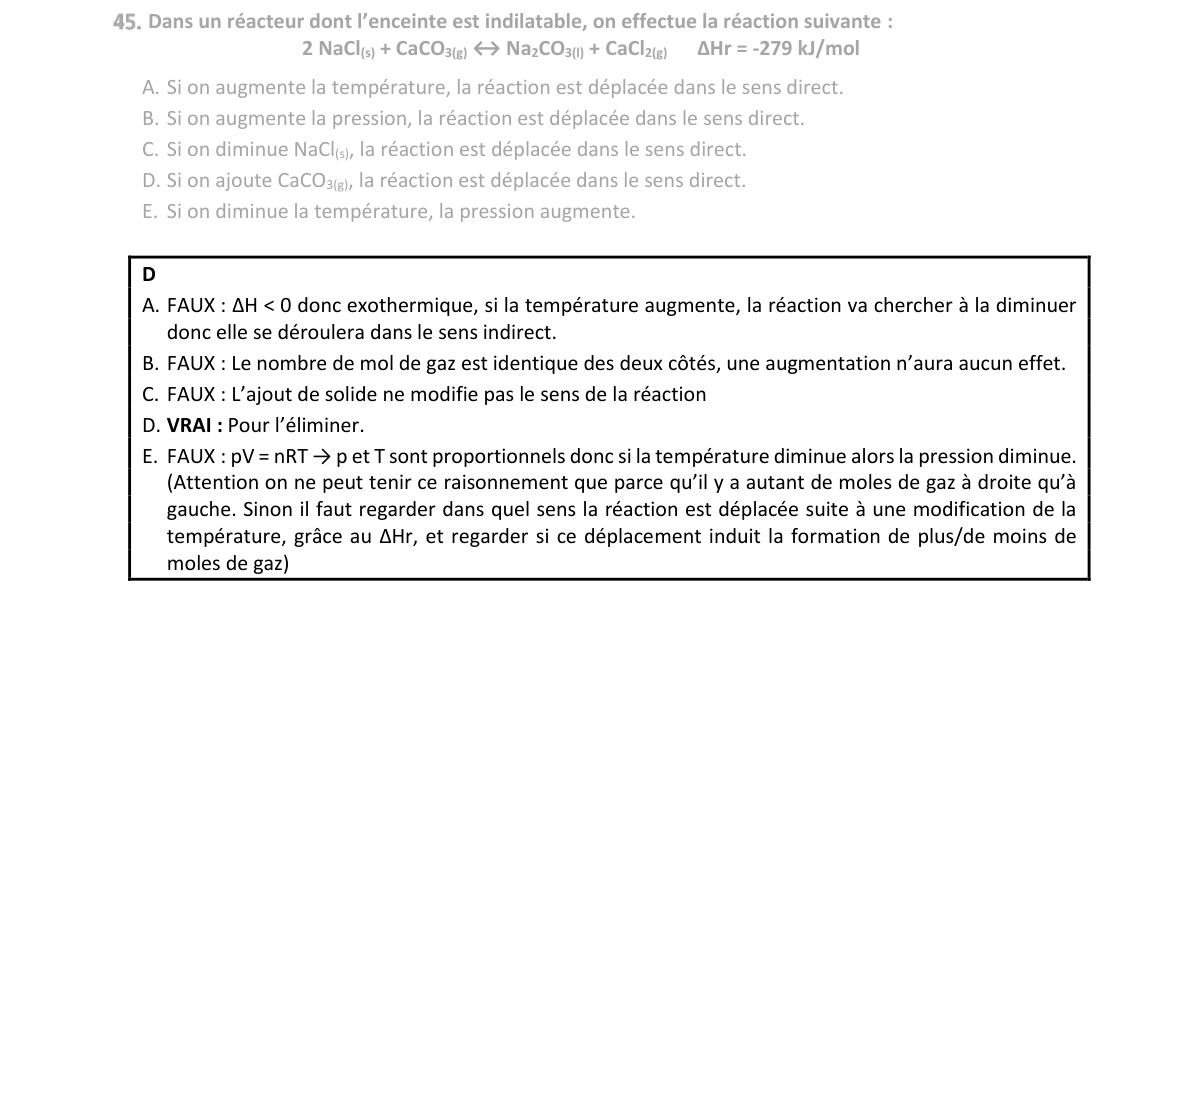 45. Dans un réacteur dont l’enceinte est indilatable, on effectue la réaction suivante :
2 NaCl(s) + CaCO3(g) ↔ Na2CO3(l) + CaCl2(g) ΔHr = -279 kJ/mol
A. Si on augmente la température, la réaction est déplacée dans le sens direct.
B. Si on augmente la pression, la réaction est déplacée dans le sens direct.
C. Si on diminue NaCl(s), la réaction est déplacée dans le sens direct.
D. Si on ajoute CaCO3(g), la réaction est déplacée dans le sens direct.
E. Si on diminue la température, la pression augmente.
D
A. FAUX : ΔH < 0 donc exothermique, si la température augmente, la réaction va chercher à la diminuer
donc elle se déroulera dans le sens indirect.
B. FAUX : Le nombre de mol de gaz est identique des deux côtés, une augmentation n’aura aucun effet.
C. FAUX : L’ajout de solide ne modifie pas le sens de la réaction
D. VRAI : Pour l’éliminer.
E. FAUX : pV = nRT → p et T sont proportionnels donc si la température diminue alors la pression diminue.
(Attention on ne peut tenir ce raisonnement que parce qu’il y a autant de moles de gaz à droite qu’à
gauche. Sinon il faut regarder dans quel sens la réaction est déplacée suite à une modification de la
température, grâce au ΔHr, et regarder si ce déplacement induit la formation de plus/de moins de
moles de gaz)